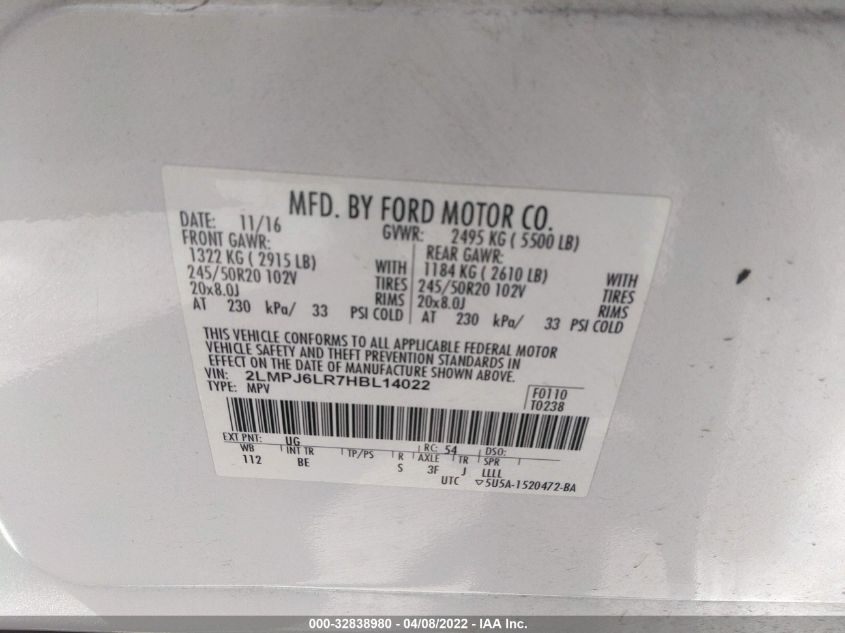 MFD. BY FORD MOTOR CO.
DATE: 11/16 GVWR: 2495 KG ( 5500 LB)
FRONT GAWR: REAR GAWR:
1322 KG ( 2915 LB) WITH 1184 KG ( 2610 LB) WITH
245/50R20 102V TIRES 245/50R20 102V TIRES
20x8.0J RIMS 20x8.0J RIMS
AT 230 kPa/ 33 PSI COLD AT 230 kPa/ 33 PSI COLD
THIS VEHICLE CONFORMS TO ALL APPLICABLE FEDERAL MOTOR
VEHICLE SAFETY AND THEFT PREVENTION STANDARDS IN
EFFECT ON THE DATE OF MANUFACTURE SHOWN ABOVE.
VIN: 2LMPJ6LR7HBL14022
TYPE: MPV
F0110
T0238
EXT PNT: UG RC: 54 DSO:
WB INT TR TP/PS R AXLE TR SPR
112 BE S 3F J LLLL
UTC ▽5U5A-1520472-BA
000-32838980 - 04/08/2022 - IAA Inc.